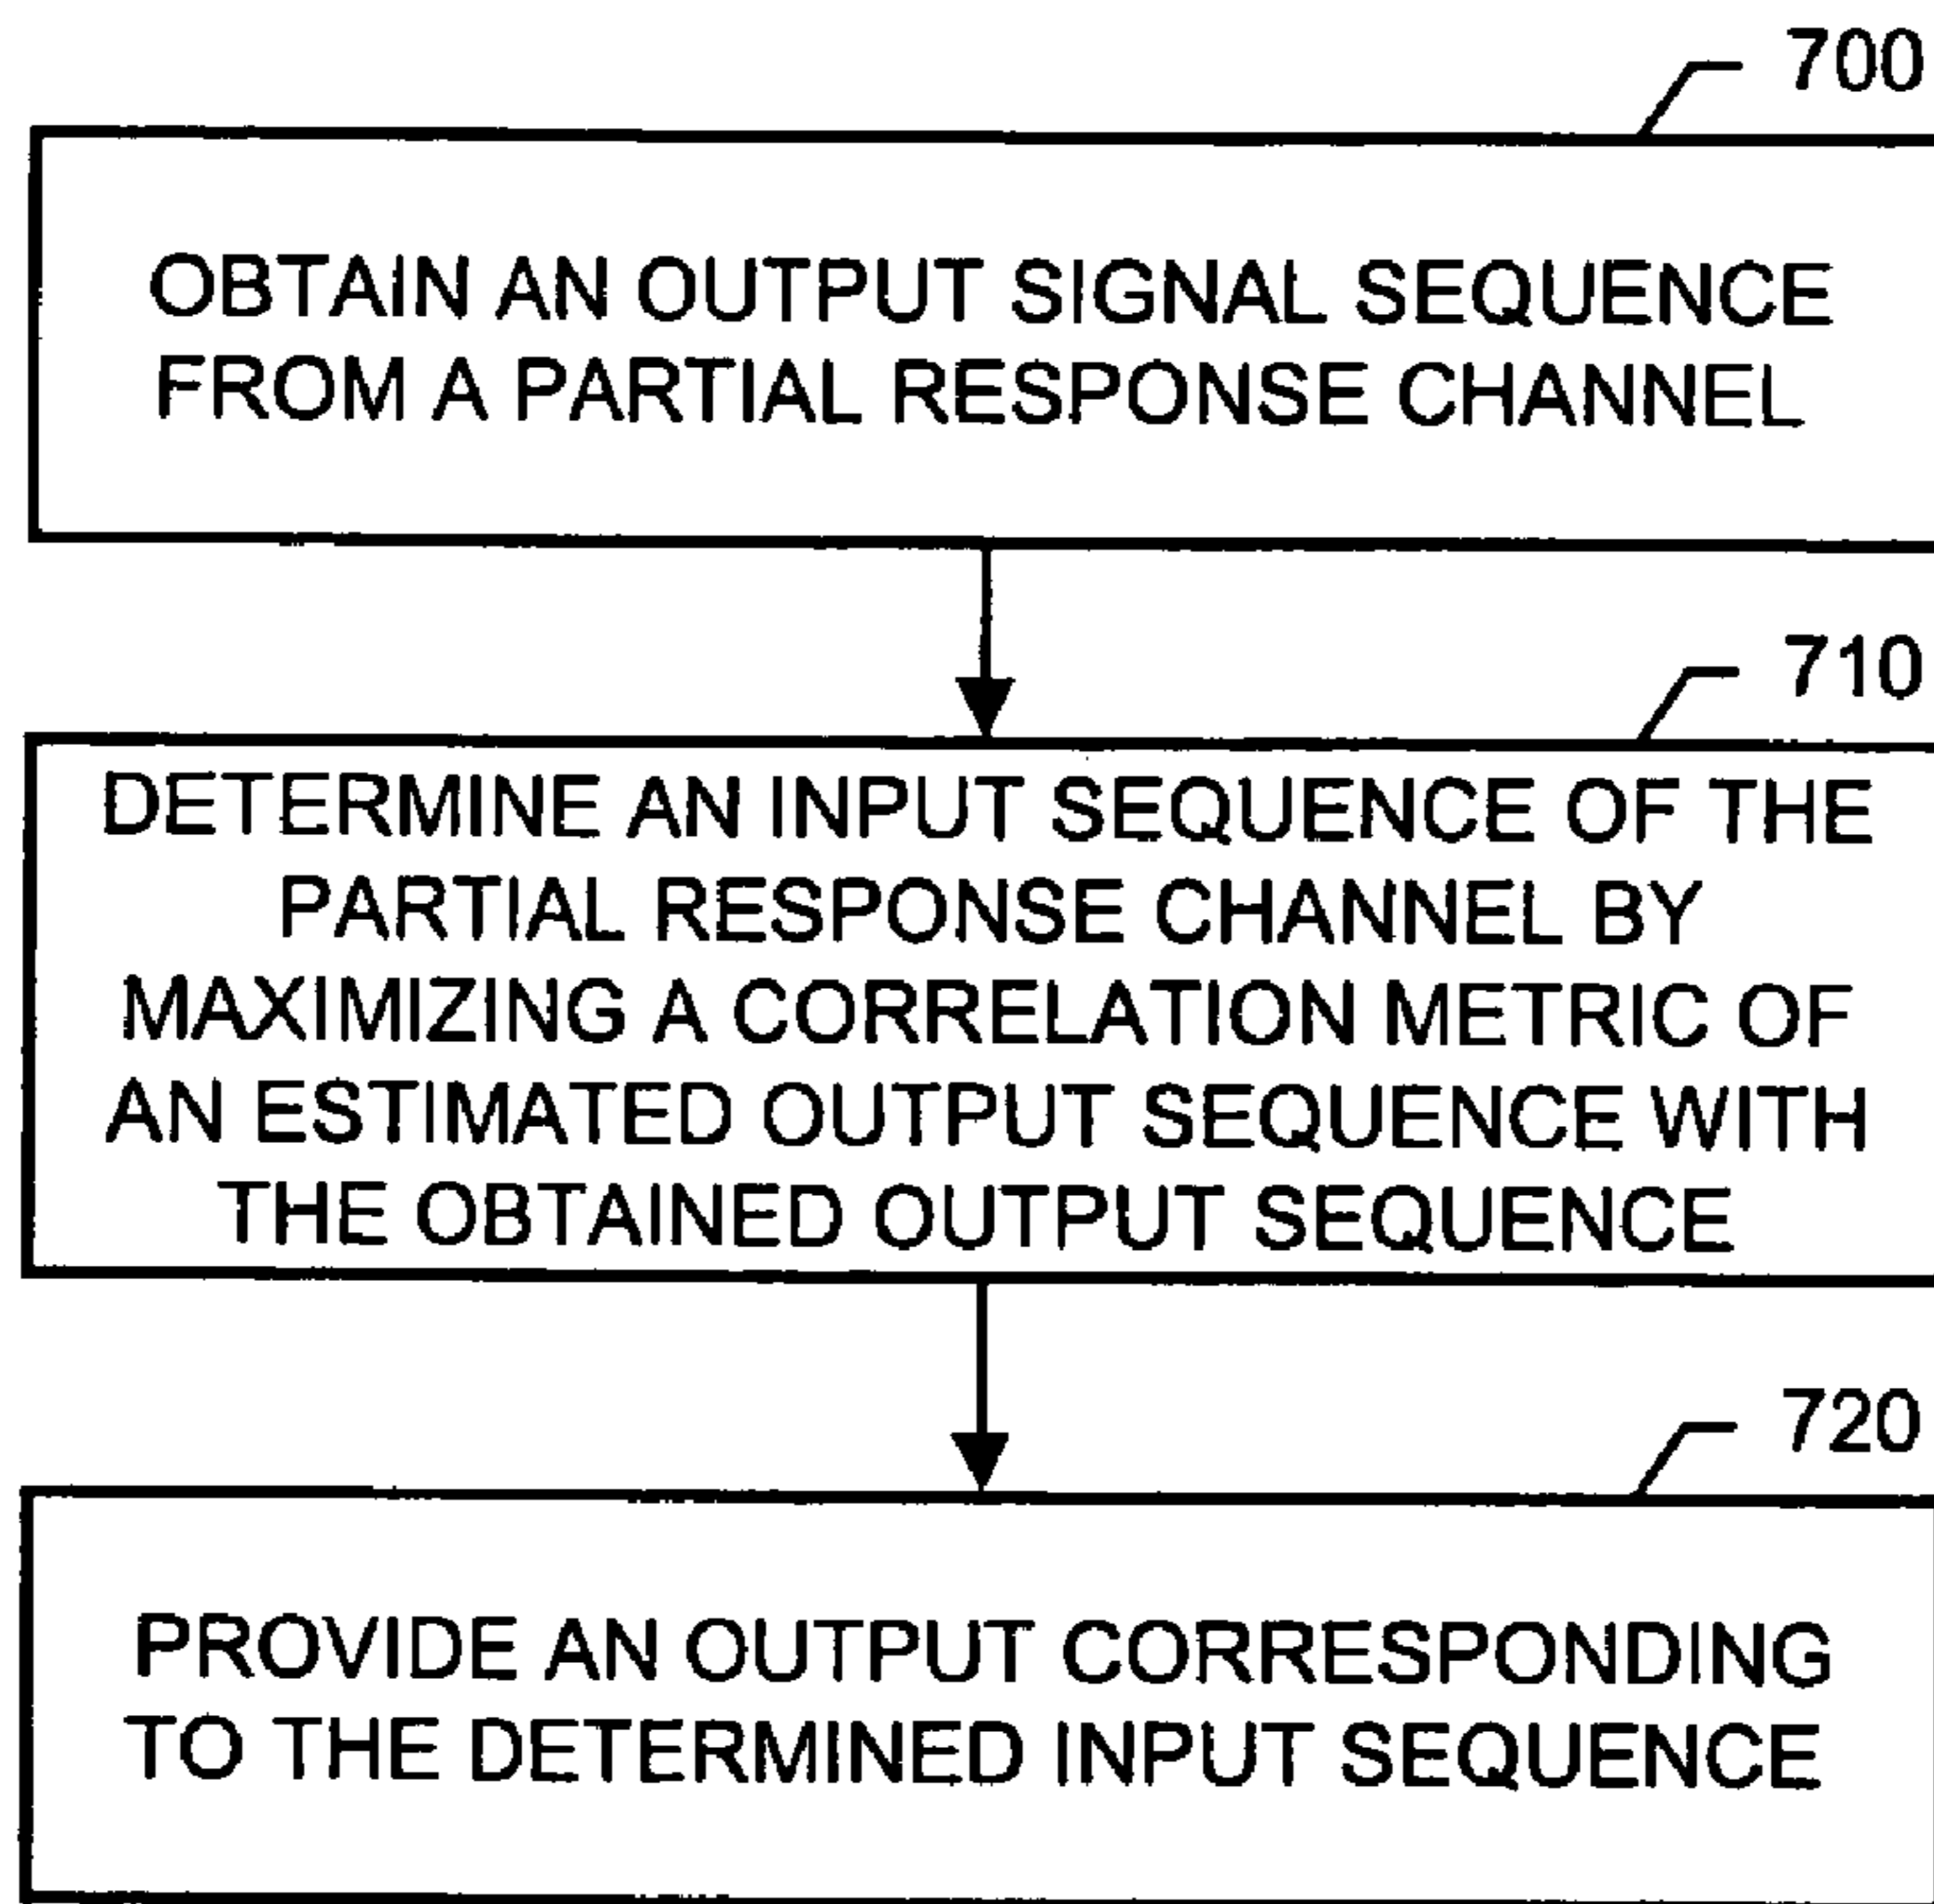 700
OBTAIN AN OUTPUT SIGNAL SEQUENCE
FROM A PARTIAL RESPONSE CHANNEL
710
DETERMINE AN INPUT SEQUENCE OF THE
PARTIAL RESPONSE CHANNEL BY
MAXIMIZING A CORRELATION METRIC OF
AN ESTIMATED OUTPUT SEQUENCE WITH
THE OBTAINED OUTPUT SEQUENCE
720
PROVIDE AN OUTPUT CORRESPONDING
TO THE DETERMINED INPUT SEQUENCE